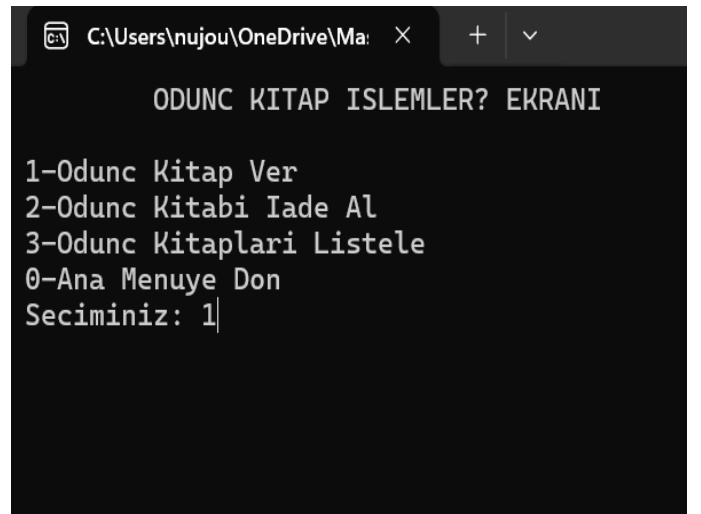 C:\Users\nujou\OneDrive\Ma:
ODUNC KITAP ISLEMLER? EKRANI
1-Odunc Kitap Ver
2-Odunc Kitabi Iade Al
3-Odunc Kitaplari Listele
0-Ana Menuye Don
Seciminiz: 1